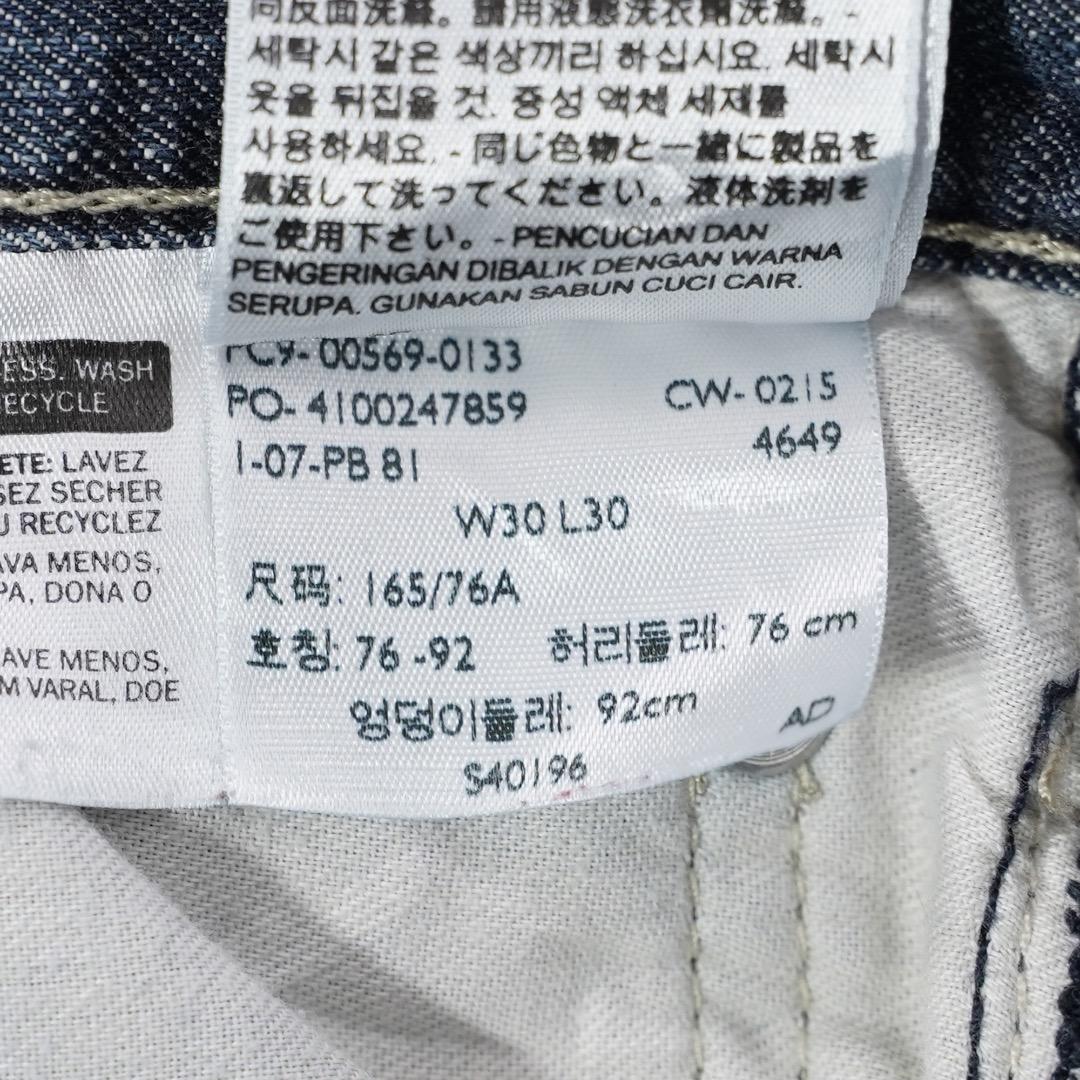 同反面洗滌。請用液態洗衣劑洗滌。-
세탁시 같은 색상끼리 하십시요. 세탁시
옷을 뒤집을 것. 중성 액체 세제를
사용하세요. - 同じ色物と一緒に製品を
裏返して洗ってください。液体洗剤を
ご使用下さい。- PENCUCIAN DAN
PENGERINGAN DIBALIK DENGAN WARNA
SERUPA. GUNAKAN SABUN CUCI CAIR.
ESS. WASH
ECYCLE
ETE: LAVEZ
SEZ SECHER
U RECYCLEZ
AVA MENOS,
PA, DONA O
AVE MENOS,
M VARAL, DOE
PC9- 00569-0133
PO- 4100247859
CW- 0215
1-07-PB 81
4649
W30 L30
尺码: 165/76A
호칭: 76 -92
허리둘레: 76 cm
엉덩이둘레: 92cm
AD
S40196